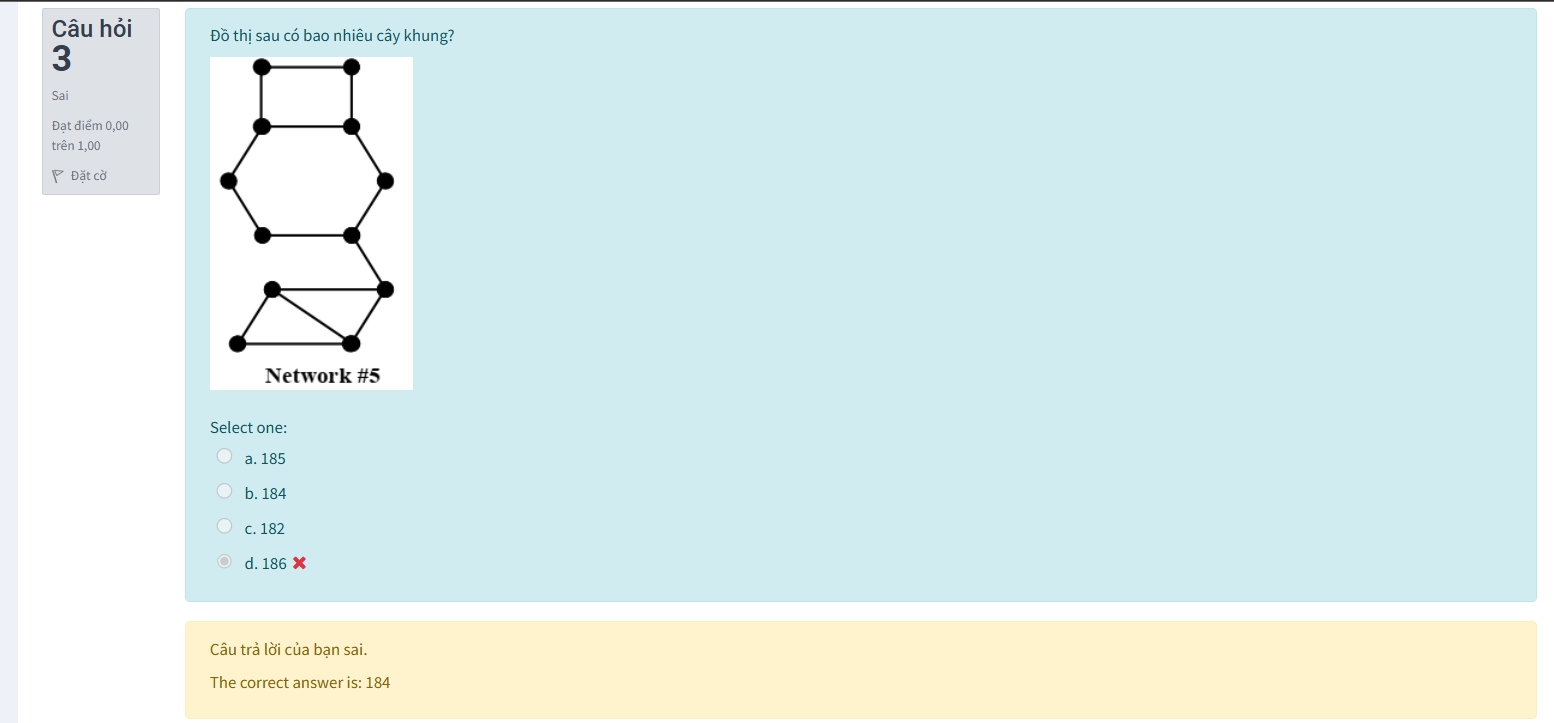 Câu hỏi
3
Sai
Đạt điểm 0,00
trên 1,00
Đặt cờ
Đồ thị sau có bao nhiêu cây khung?
Network #5
Select one:
a. 185
b. 184
c. 182
d. 186
Câu trả lời của bạn sai.
The correct answer is: 184